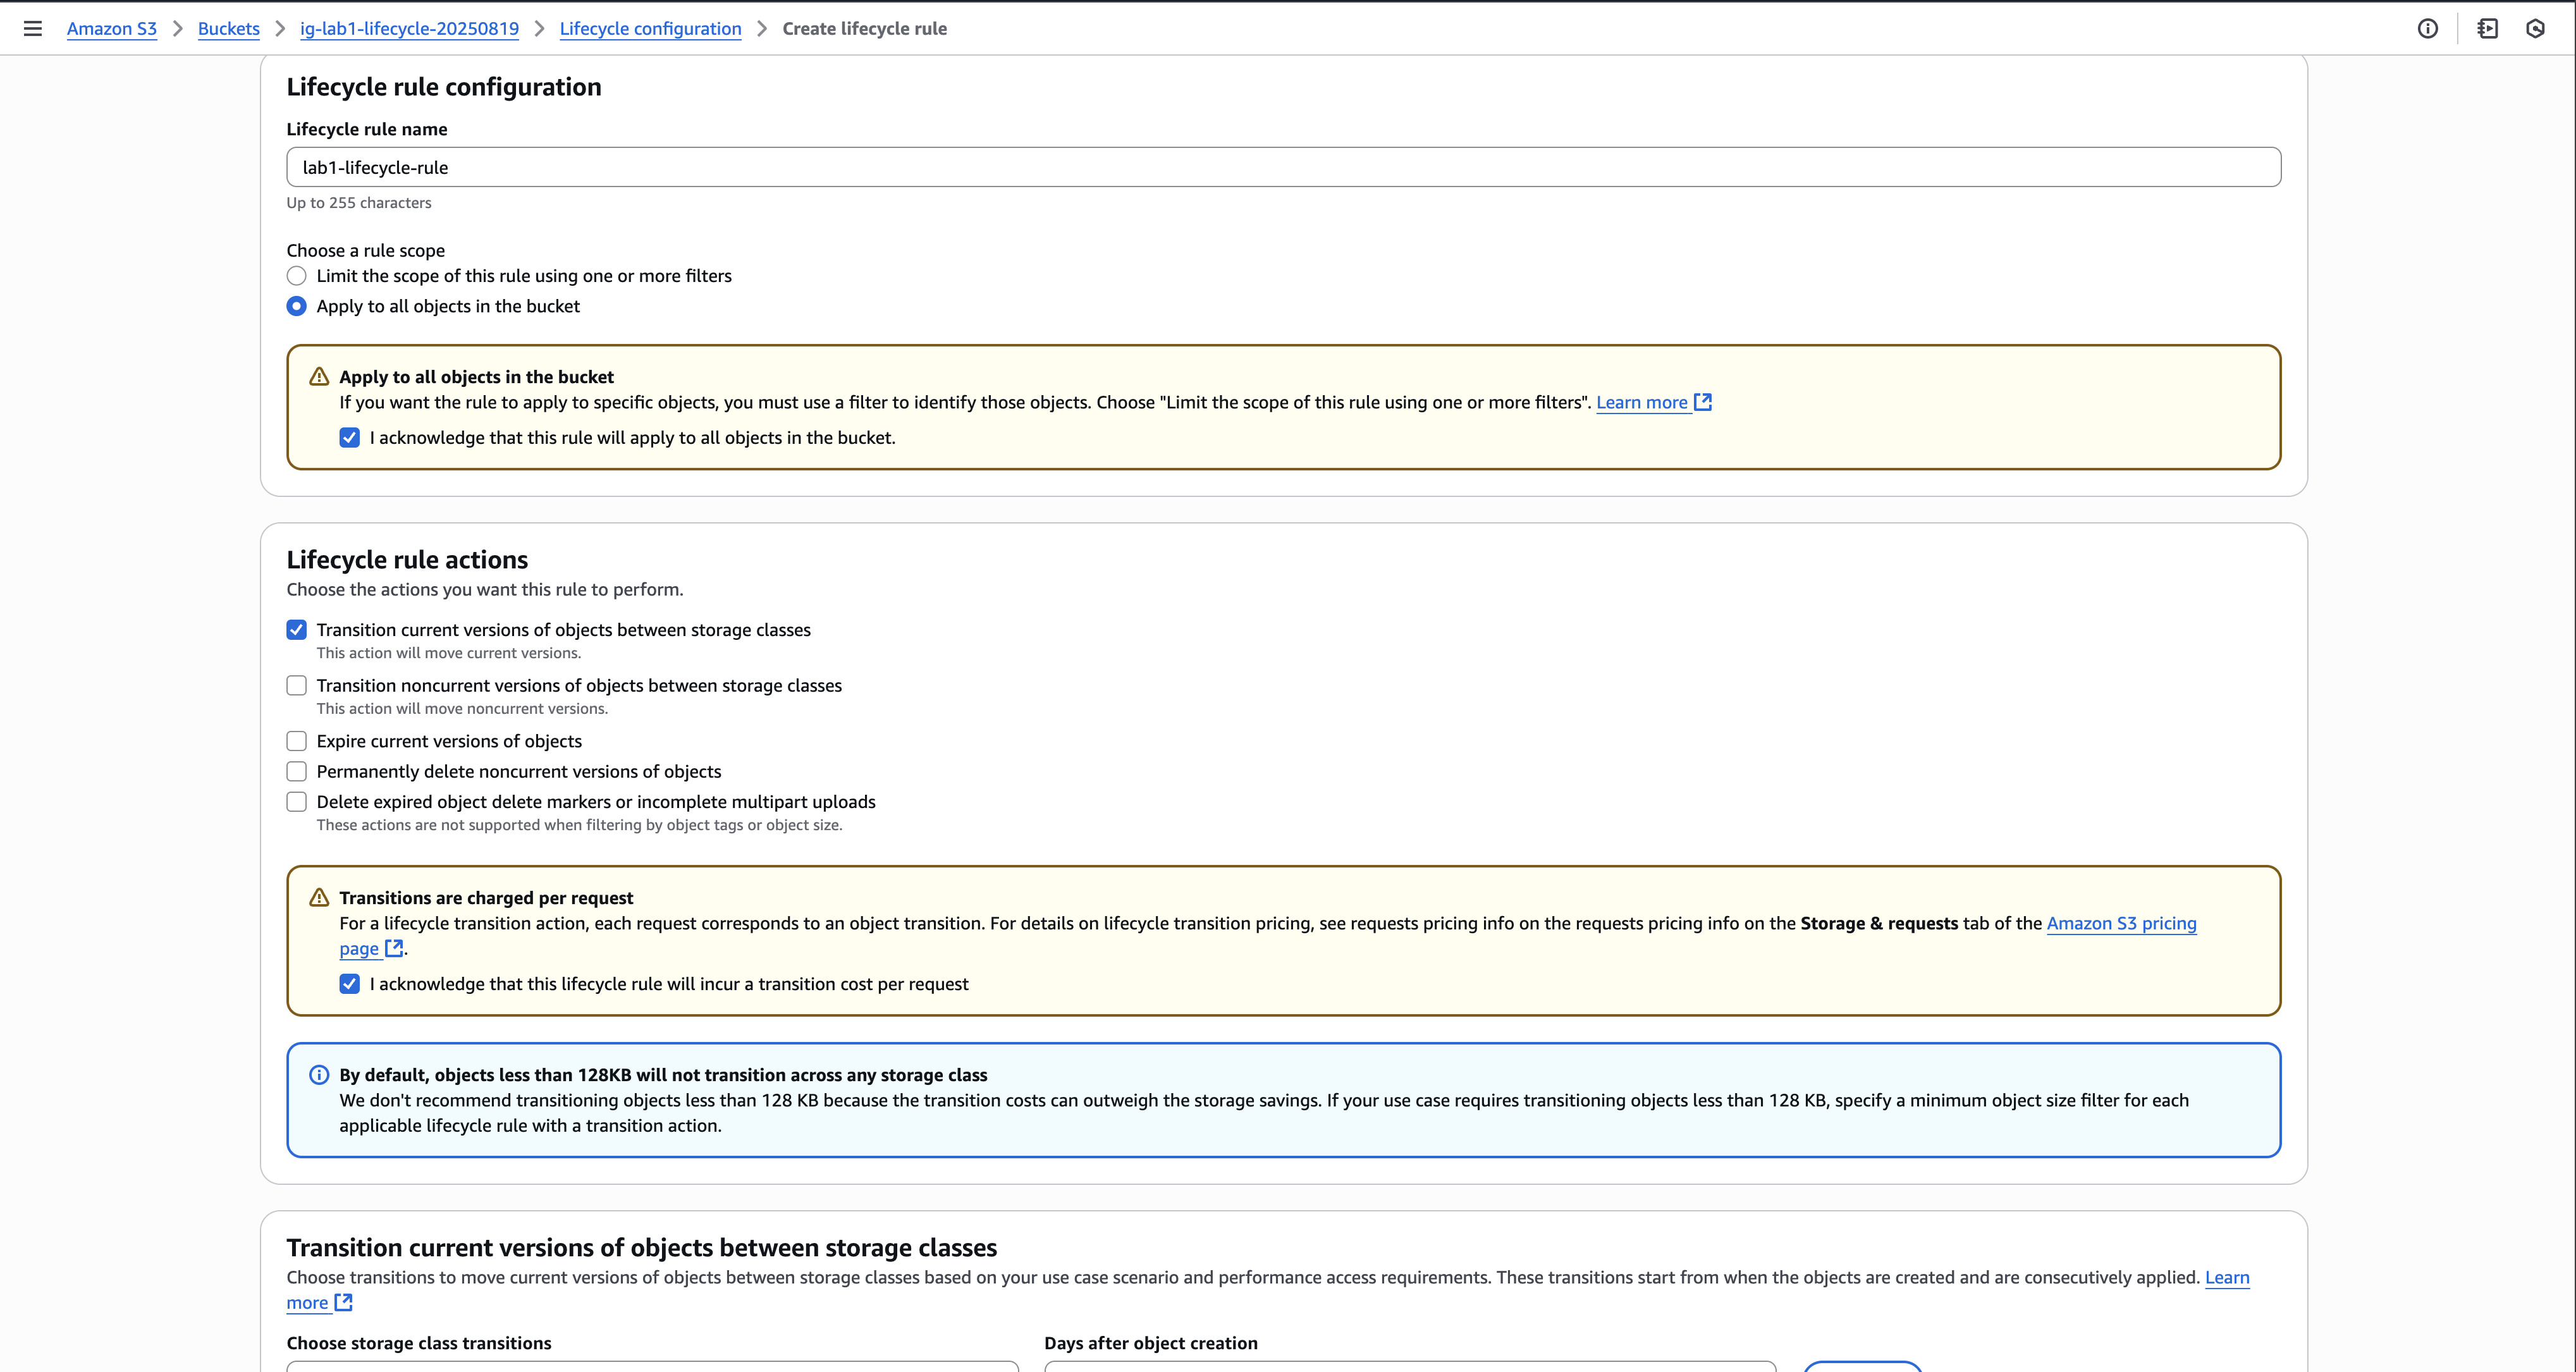 Amazon S3 > Buckets > ig-lab1-lifecycle-20250819 > Lifecycle configuration > Create lifecycle rule
Lifecycle rule configuration
Lifecycle rule name
lab1-lifecycle-rule
Up to 255 characters
Choose a rule scope
Limit the scope of this rule using one or more filters
Apply to all objects in the bucket
Apply to all objects in the bucket
If you want the rule to apply to specific objects, you must use a filter to identify those objects. Choose "Limit the scope of this rule using one or more filters". Learn more
I acknowledge that this rule will apply to all objects in the bucket.
Lifecycle rule actions
Choose the actions you want this rule to perform.
Transition current versions of objects between storage classes
This action will move current versions.
Transition noncurrent versions of objects between storage classes
This action will move noncurrent versions.
Expire current versions of objects
Permanently delete noncurrent versions of objects
Delete expired object delete markers or incomplete multipart uploads
These actions are not supported when filtering by object tags or object size.
Transitions are charged per request
For a lifecycle transition action, each request corresponds to an object transition. For details on lifecycle transition pricing, see requests pricing info on the requests pricing info on the Storage & requests tab of the Amazon S3 pricing
page.
I acknowledge that this lifecycle rule will incur a transition cost per request
By default, objects less than 128KB will not transition across any storage class
We don't recommend transitioning objects less than 128 KB because the transition costs can outweigh the storage savings. If your use case requires transitioning objects less than 128 KB, specify a minimum object size filter for each
applicable lifecycle rule with a transition action.
Transition current versions of objects between storage classes
Choose transitions to move current versions of objects between storage classes based on your use case scenario and performance access requirements. These transitions start from when the objects are created and are consecutively applied. Learn
more
Choose storage class transitions
Days after object creation